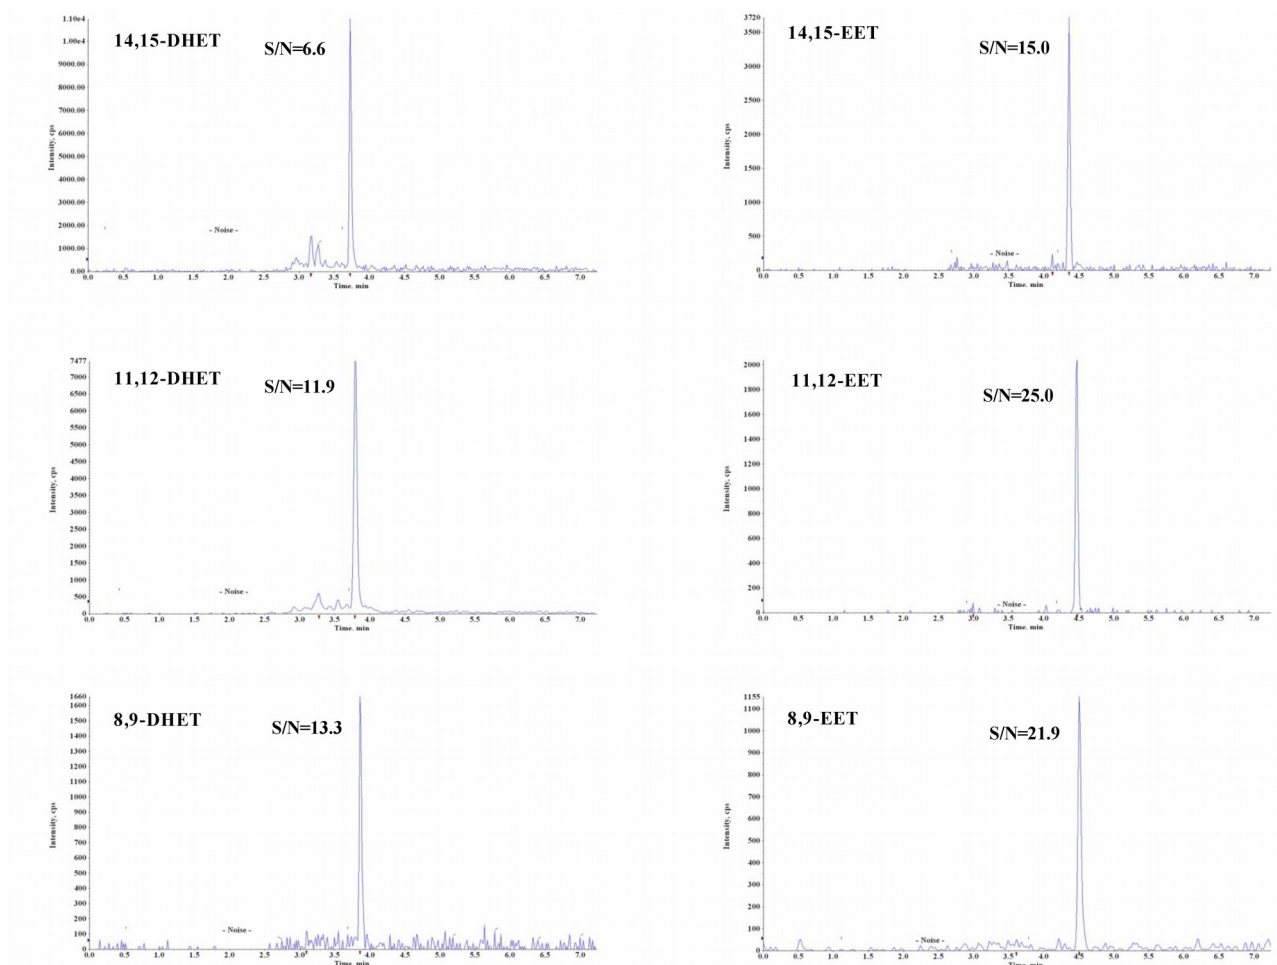 14,15-DHET
S/N=6.6
Intensity, cps
1.10e4
1.00e4
9000.00
8000.00
7000.00
6000.00
5000.00
4000.00
3000.00
2000.00
1000.00
0.00
- Noise -
0.0 0.5 1.0 1.5 2.0 2.5 3.0 3.5 4.0 4.5 5.0 5.5 6.0 6.5 7.0
Time, min
14,15-EET
S/N=15.0
Intensity, cps
3720
3500
3000
2500
2000
1500
1000
500
0
- Noise -
0.0 0.5 1.0 1.5 2.0 2.5 3.0 3.5 4.0 4.5 5.0 5.5 6.0 6.5 7.0
Time, min
11,12-DHET
S/N=11.9
Intensity, cps
7477
7000
6500
6000
5500
5000
4500
4000
3500
3000
2500
2000
1500
1000
500
0
- Noise -
0.0 0.5 1.0 1.5 2.0 2.5 3.0 3.5 4.0 4.5 5.0 5.5 6.0 6.5 7.0
Time, min
11,12-EET
S/N=25.0
Intensity, cps
2000
1800
1600
1400
1200
1000
800
600
400
200
0
- Noise -
0.0 0.5 1.0 1.5 2.0 2.5 3.0 3.5 4.0 4.5 5.0 5.5 6.0 6.5 7.0
Time, min
8,9-DHET
S/N=13.3
Intensity, cps
1660
1600
1500
1400
1300
1200
1100
1000
900
800
700
600
500
400
300
200
100
0
- Noise -
0.0 0.5 1.0 1.5 2.0 2.5 3.0 3.5 4.0 4.5 5.0 5.5 6.0 6.5 7.0
Time, min
8,9-EET
S/N=21.9
Intensity, cps
1155
1100
1000
900
800
700
600
500
400
300
200
100
0
- Noise -
0.0 0.5 1.0 1.5 2.0 2.5 3.0 3.5 4.0 4.5 5.0 5.5 6.0 6.5 7.0
Time, min